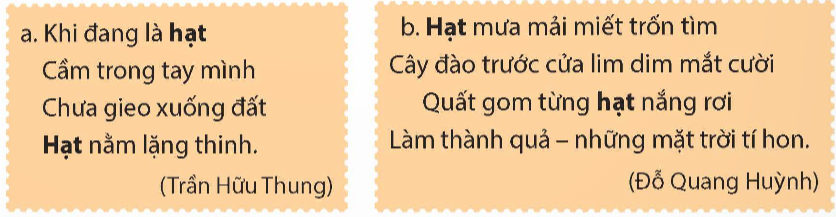 a. Khi đang là hạt
Cầm trong tay mình
Chưa gieo xuống đất
Hạt nằm lặng thinh.
(Trần Hữu Thung)
b. Hạt mưa mải miết trốn tìm
Cây đào trước cửa lim dim mắt cười
Quất gom từng hạt nắng rơi
Làm thành quả – những mặt trời tí hon.
(Đỗ Quang Huỳnh)